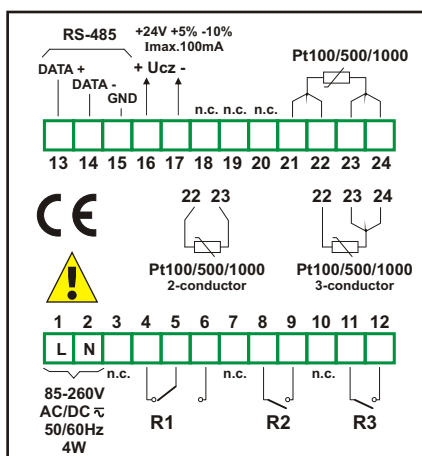 RS-485
+24V +5% -10%
Imax.100mA
DATA +
DATA -
GND
+ Ucz -
Pt100/500/1000
n.c. n.c. n.c.
13 14 15 16 17 18 19 20 21 22 23 24
CE
22 23
22 23 24
Pt100/500/1000
2-conductor
Pt100/500/1000
3-conductor
!
1 2 3 4 5 6 7 8 9 10 11 12
L N
n.c. n.c. n.c.
85-260V
AC/DC
50/60Hz
4W
R1 R2 R3